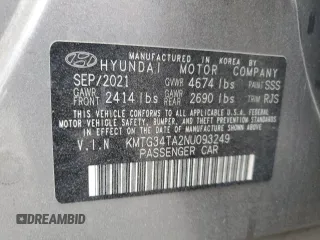 MANUFACTURED IN KOREA BY
HYUNDAI MOTOR COMPANY
SEP/2021 GVWR 4674 lbs PAINT SSS
GAWR FRONT 2414 lbs GAWR REAR 2690 lbs TRIM RJS
THIS VEHICLE CONFORMS TO ALL APPLICABLE U.S. FEDERAL
MOTOR VEHICLE SAFETY, BUMPER, AND THEFT PREVENTION
STANDARDS IN EFFECT ON THE DATE OF MANUFACTURE
SHOWN ABOVE.
V.I.N KMTG34TA2NU093249
PASSENGER CAR
© DREAMBID
DREAMBID.COM